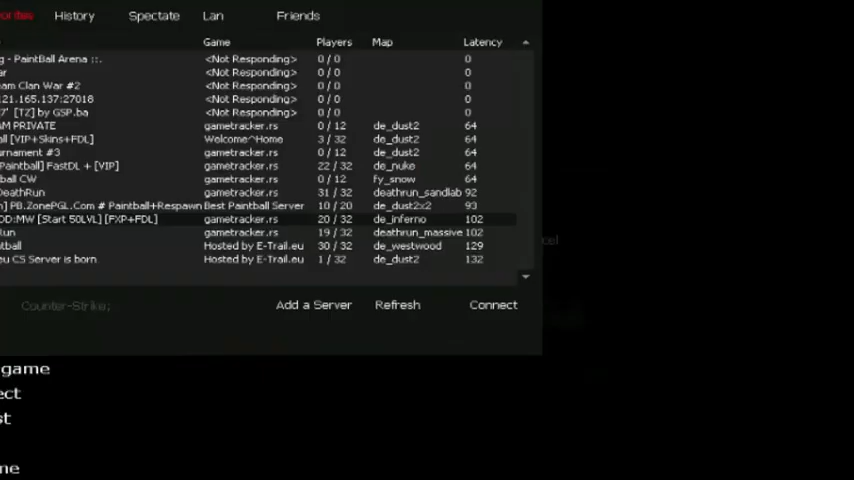 orites History Spectate Lan Friends
Game Players Map Latency
g - PaintBall Arena ::. <Not Responding> 0 / 0 0
ar <Not Responding> 0 / 0 0
am Clan War #2 <Not Responding> 0 / 0 0
121.165.137:27018 <Not Responding> 0 / 0 0
7' [TZ] by GSP.ba <Not Responding> 0 / 0 0
AM PRIVATE gametracker.rs 0 / 12 de_dust2 64
all [VIP+Skins+FDL] Welcome^Home 3 / 32 de_dust2 64
urnament #3 gametracker.rs 0 / 12 de_dust2 64
Paintball] FastDL + [VIP] gametracker.rs 22 / 32 de_nuke 64
ball CW gametracker.rs 0 / 12 fy_snow 64
DeathRun gametracker.rs 31 / 32 deathrun_sandlab 92
n] PB.ZonePGL.Com # Paintball+Respawn Best Paintball Server 10 / 20 de_dust2x2 93
OD:MW [Start 50LVL] [FXP+FDL] gametracker.rs 20 / 32 de_inferno 102
Run gametracker.rs 19 / 32 deathrun_massive 102
tball Hosted by E-Trail.eu 30 / 32 de_westwood 129
eu CS Server is born Hosted by E-Trail.eu 1 / 32 de_dust2 132
Counter-Strike: Add a Server Refresh Connect
game
ect
st
me